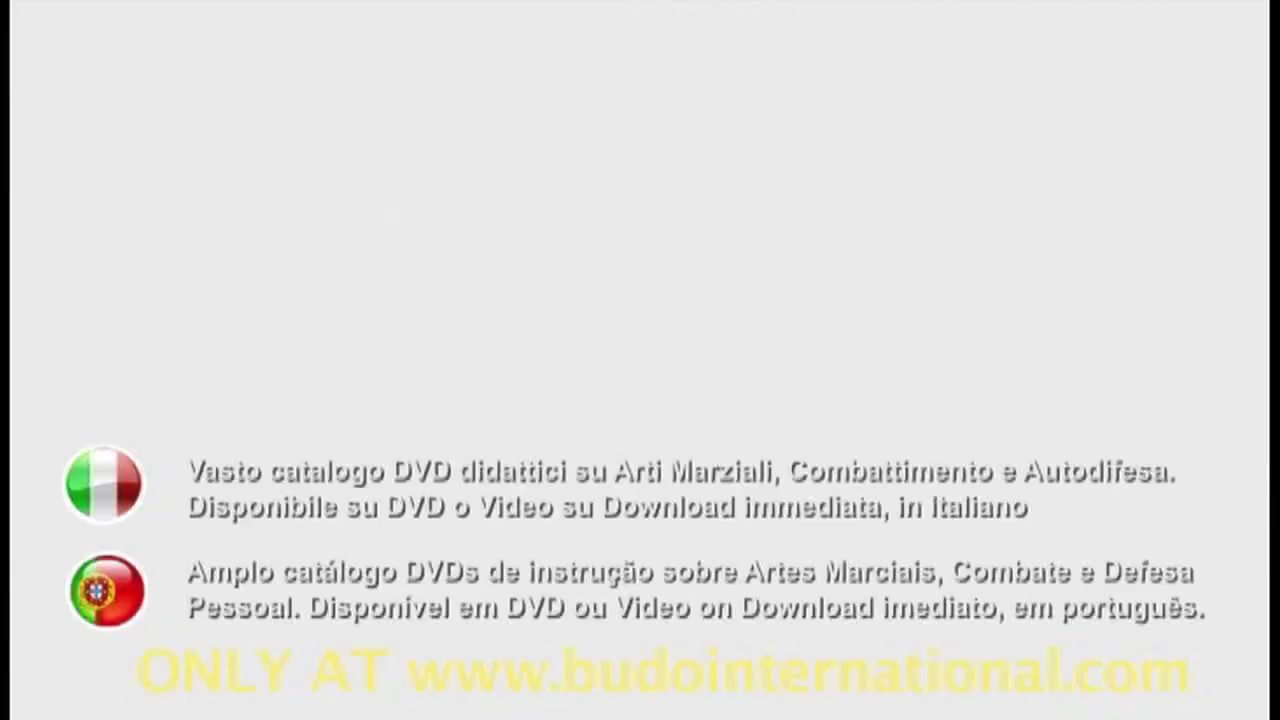 Vasto catalogo DVD didattici su Arti Marziali, Combattimento e Autodifesa.
Disponibile su DVD o Video su Download immediata, in Italiano
Amplo catálogo DVDs de instrução sobre Artes Marciais, Combate e Defesa
Pessoal. Disponível em DVD ou Video on Download imediato, em português.
ONLY AT www.budointernational.com